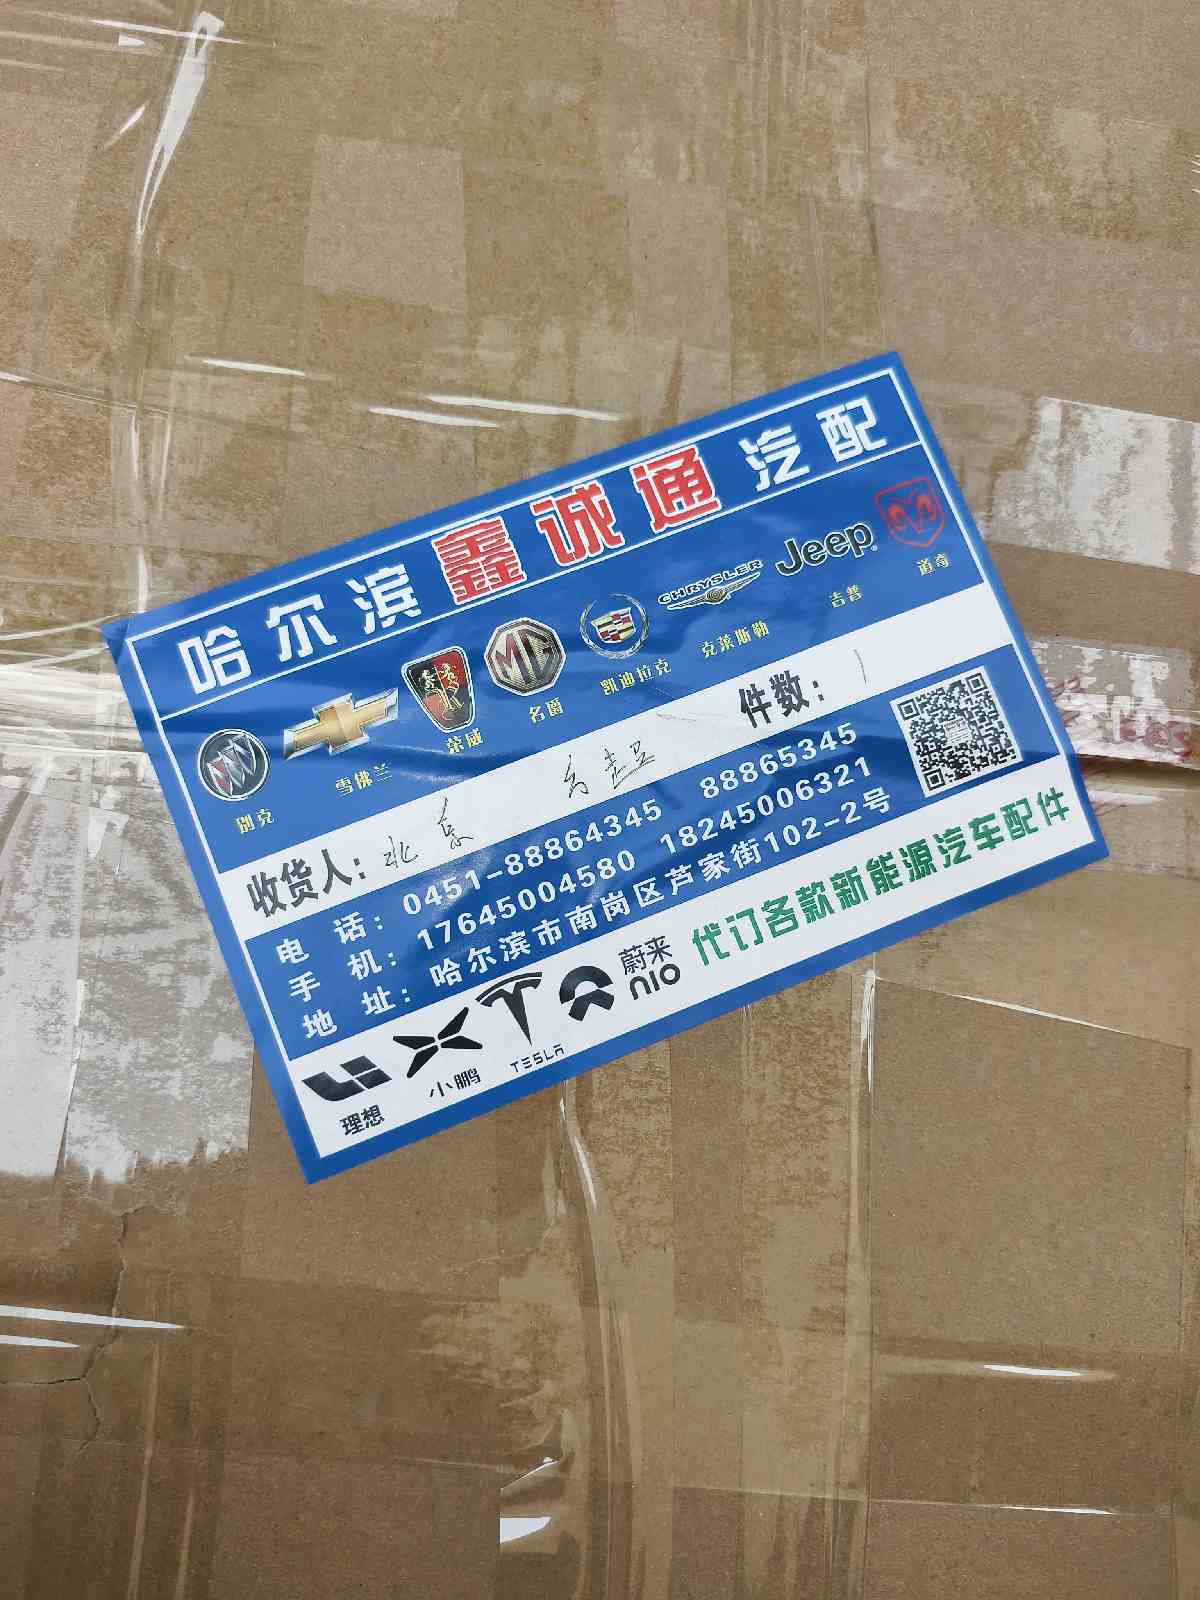 哈尔滨鑫诚通汽配
别克 雪佛兰 荣威 MG 名爵 凯迪拉克 CHRYSLER 克莱斯勒 Jeep 吉普 道奇
收货人：北京 件数：1
电话：0451-88864345 88865345
手机：17645004580 18245006321
地址：哈尔滨市南岗区芦家街102-2号
理想 小鹏 TESLA 蔚来 NIO 代订各款新能源汽车配件